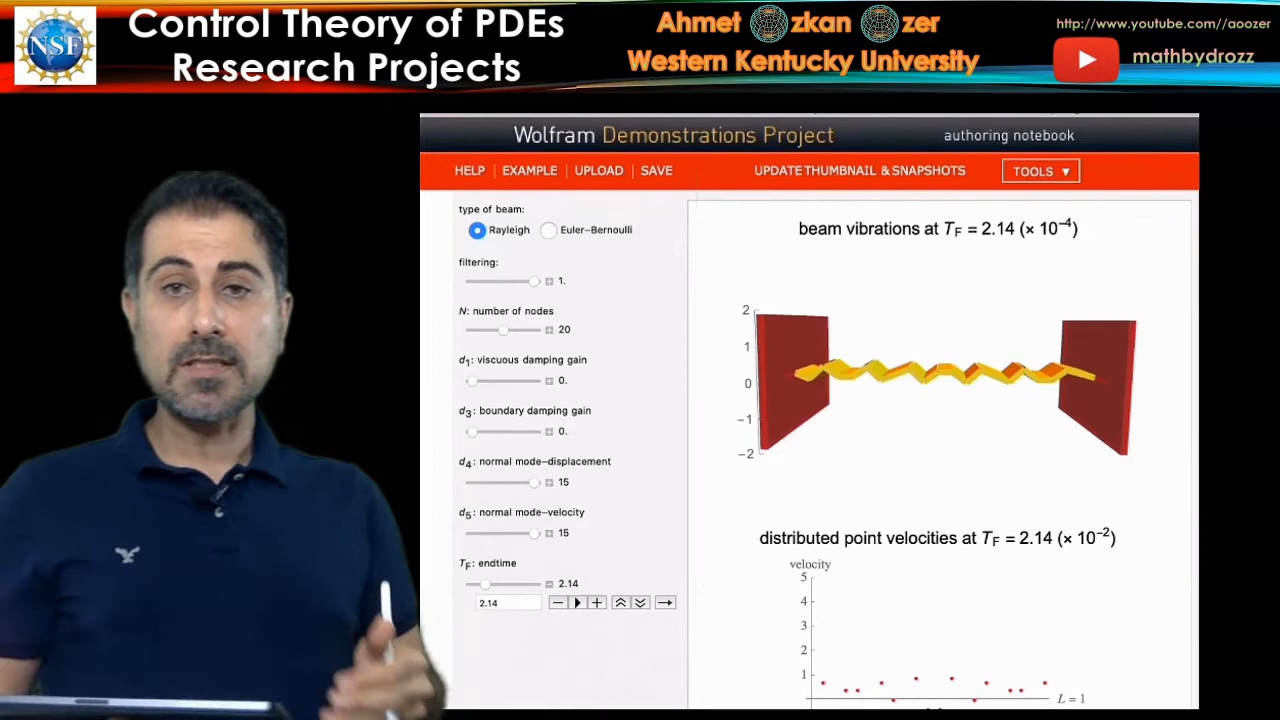 NSF
Control Theory of PDEs
Research Projects
Ahmet Ozkan Ozer
Western Kentucky University
http://www.youtube.com//aoozer
mathbydrozz
Wolfram Demonstrations Project
authoring notebook
HELP | EXAMPLE | UPLOAD | SAVE
UPDATE THUMBNAIL & SNAPSHOTS
TOOLS ▼
type of beam:
Rayleigh
Euler–Bernoulli
filtering:
1.
N: number of nodes
20
d1: viscuous damping gain
0.
d3: boundary damping gain
0.
d4: normal mode–displacement
15
d5: normal mode–velocity
15
TF: endtime
2.14
2.14
beam vibrations at TF = 2.14 (× 10^−4)
2
1
0
−1
−2
distributed point velocities at TF = 2.14 (× 10^−2)
velocity
5
4
3
2
1
L = 1